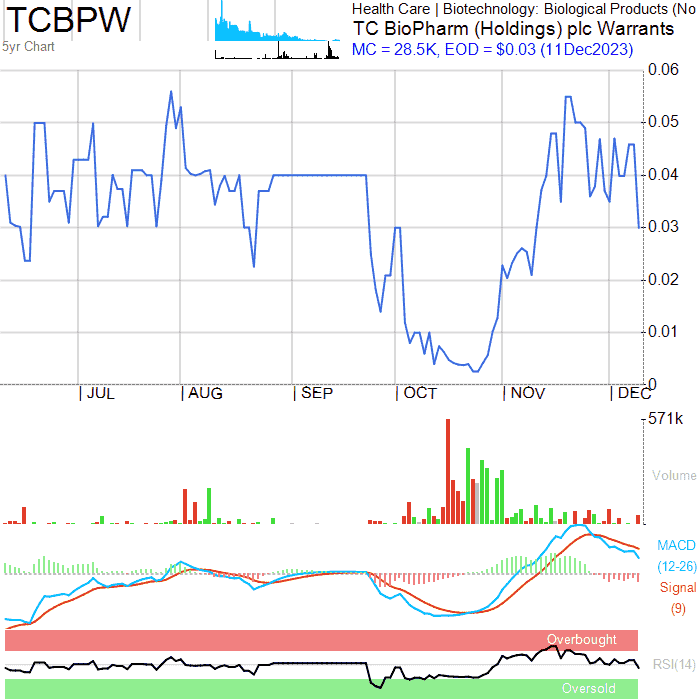 TCBPW
5yr Chart
Health Care | Biotechnology: Biological Products (No
TC BioPharm (Holdings) plc Warrants
MC = 28.5K, EOD = $0.03 (11Dec2023)
0.06
0.05
0.04
0.03
0.02
0.01
0
| JUL | AUG | SEP | OCT | NOV | DEC
571k
Volume
MACD
(12-26)
Signal
(9)
Overbought
RSI(14)
Oversold